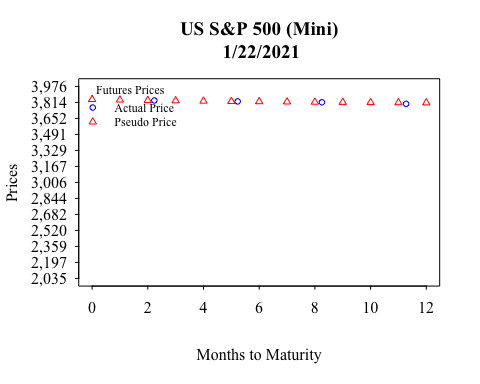 US S&P 500 (Mini)
1/22/2021
Futures Prices
Actual Price
Pseudo Price
Prices
3,976
3,814
3,652
3,491
3,329
3,167
3,006
2,844
2,682
2,520
2,359
2,197
2,035
0 2 4 6 8 10 12
Months to Maturity